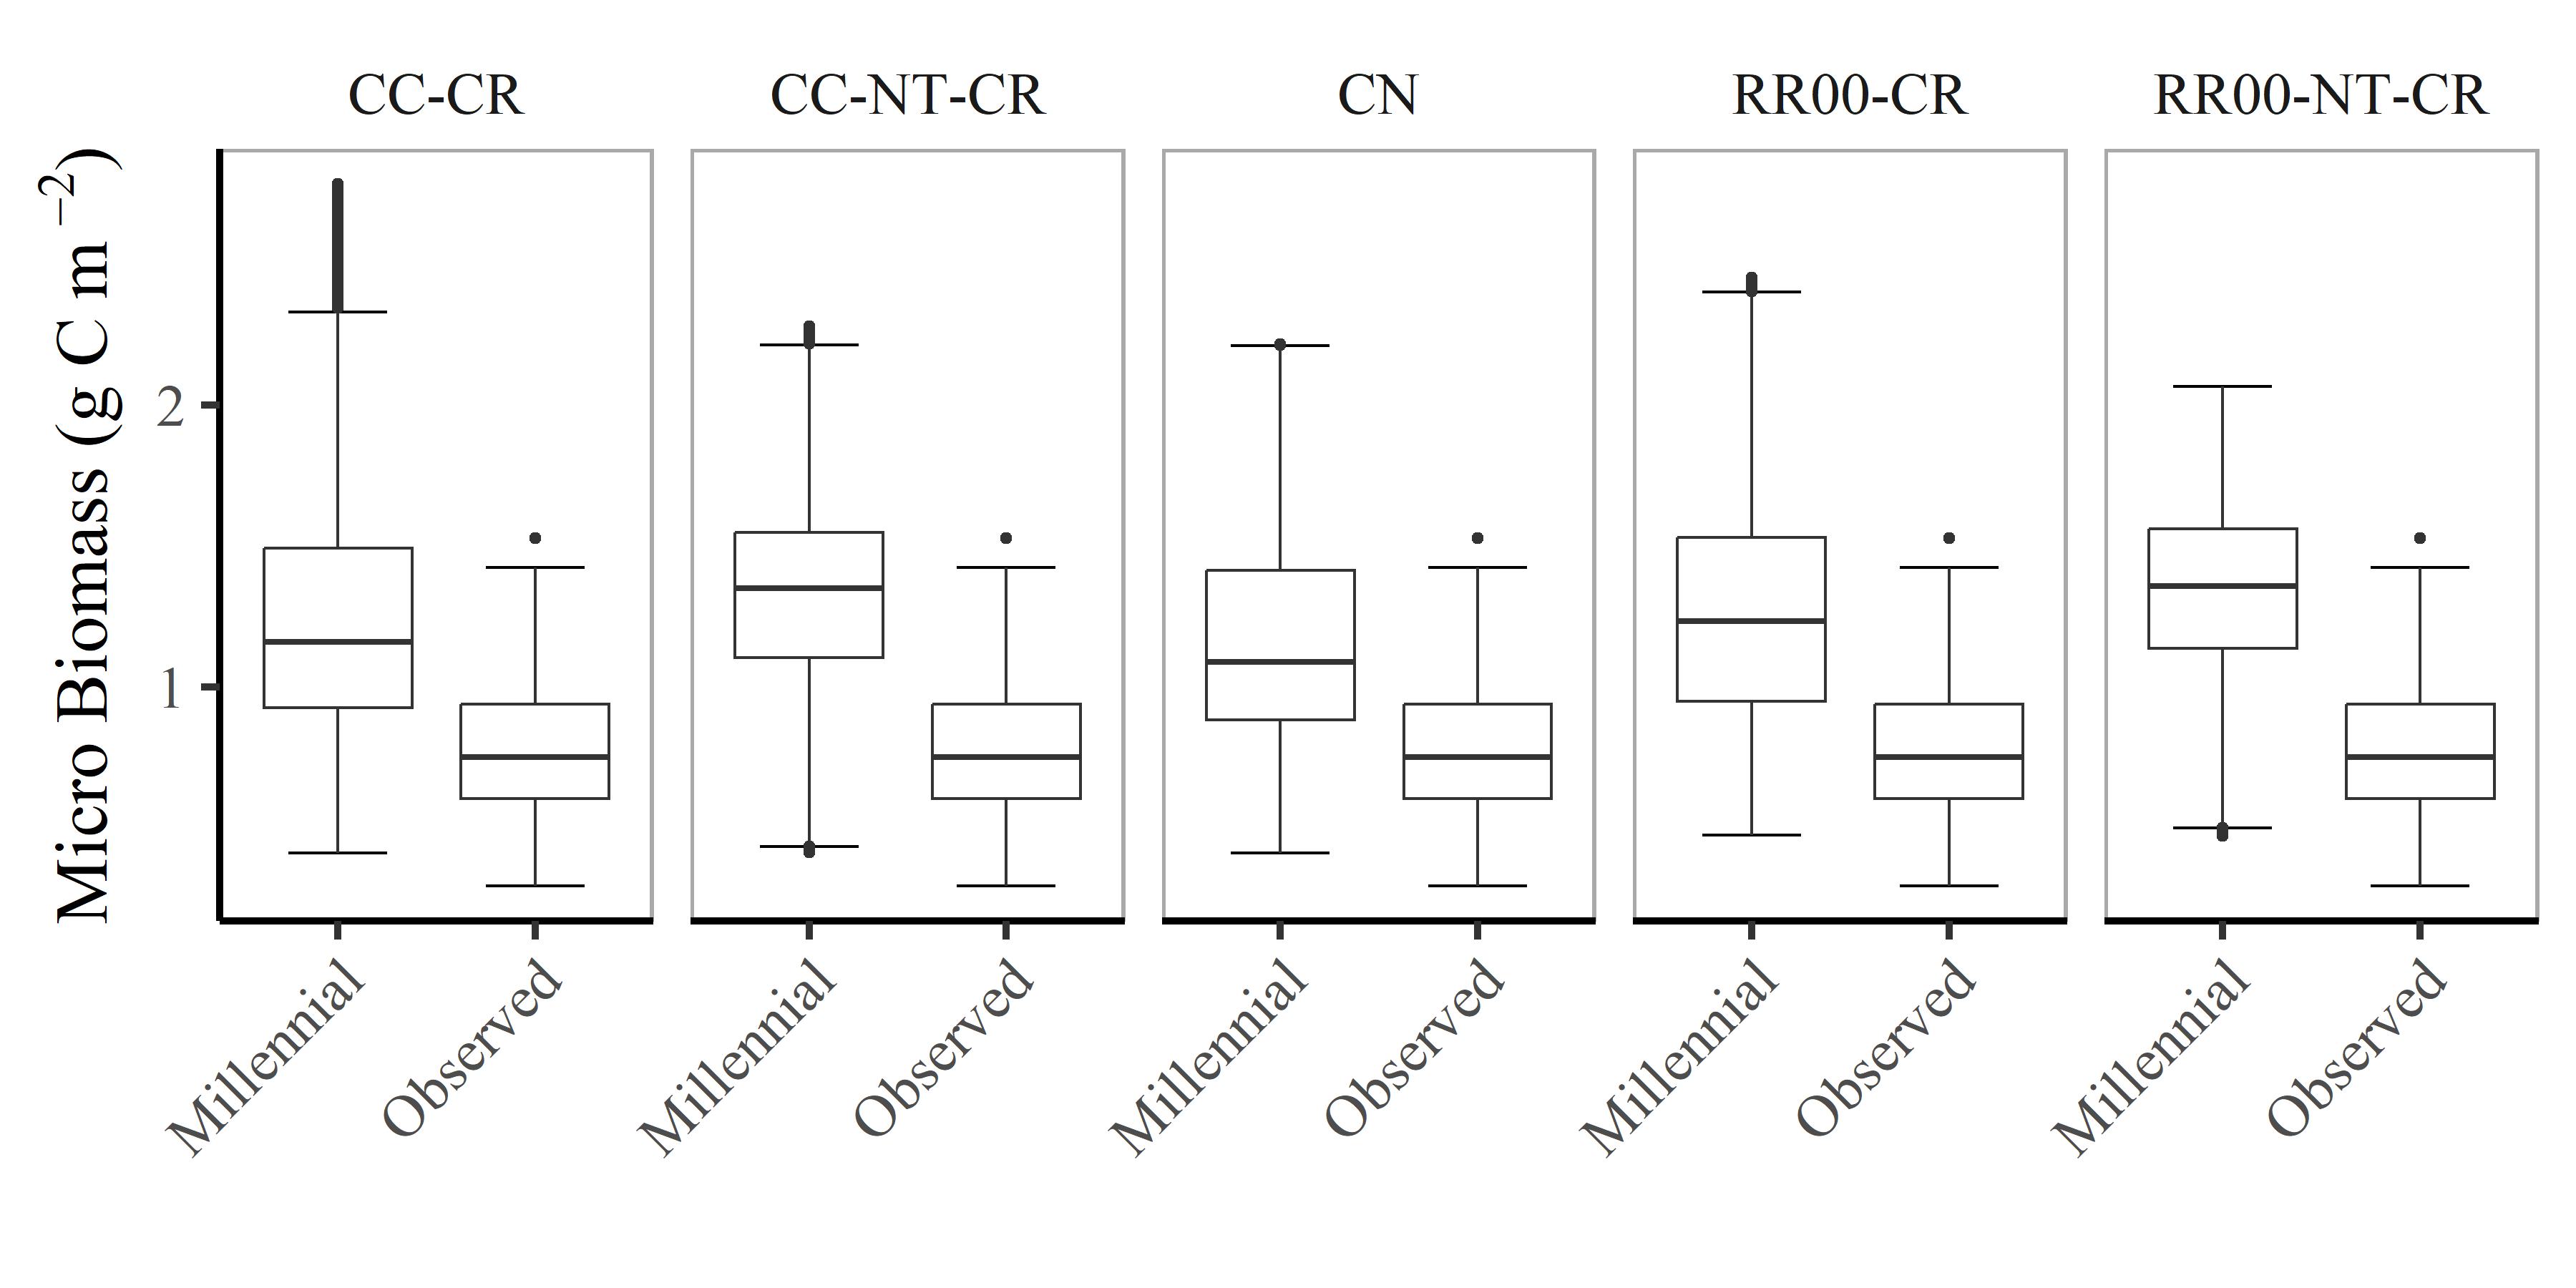 CC-CR
CC-NT-CR
CN
RR00-CR
RR00-NT-CR
Micro Biomass (g C m⁻²)
2
1
Millennial
Observed
Millennial
Observed
Millennial
Observed
Millennial
Observed
Millennial
Observed